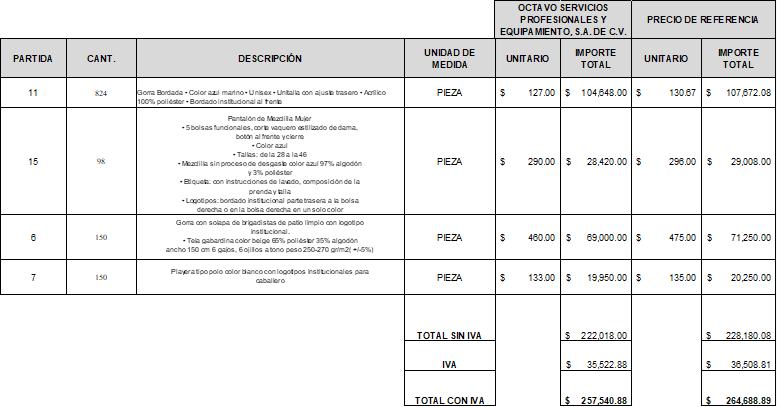 OCTAVO SERVICIOS
PROFESIONALES Y
EQUIPAMIENTO, S.A. DE C.V.
PRECIO DE REFERENCIA
PARTIDA
CANT.
DESCRIPCIÓN
UNIDAD DE
MEDIDA
UNITARIO
IMPORTE
TOTAL
UNITARIO
IMPORTE
TOTAL
11
824
Gorra Bordada • Color azul marino • Unisex • Unitalla con ajuste trasero • Acrílico
100% poliéster • Bordado institucional al frente
PIEZA
$ 127.00
$ 104,648.00
$ 130.67
$ 107,672.08
15
98
Pantalón de Mezclilla Mujer
• 5 bolsas funcionales, corte vaquero estilizado de dama,
botón al frente y cierre
• Color azul
• Tallas: de la 28 a la 46
• Mezclilla sin proceso de desgaste color azul 97% algodón
y 3% poliéster
• Etiqueta: con instrucciones de lavado, composición de la
prenda y talla
• Logotipos: bordado institucional parte trasera a la bolsa
derecha o en la bolsa derecha en un solo color
PIEZA
$ 290.00
$ 28,420.00
$ 296.00
$ 29,008.00
6
150
Gorra con solapa de brigadistas de patio limpio con logotipo
institucional.
• Tela gabardina color beige 65% poliéster 35% algodón
ancho 150 cm 6 gajos, 6 ojillos a tono peso 250-270 gr/m2( +/-5%)
PIEZA
$ 460.00
$ 69,000.00
$ 475.00
$ 71,250.00
7
150
Playera tipo polo color blanco con logotipos institucionales para
caballero
PIEZA
$ 133.00
$ 19,950.00
$ 135.00
$ 20,250.00
TOTAL SIN IVA
$ 222,018.00
$ 228,180.08
IVA
$ 35,522.88
$ 36,508.81
TOTAL CON IVA
$ 257,540.88
$ 264,688.89